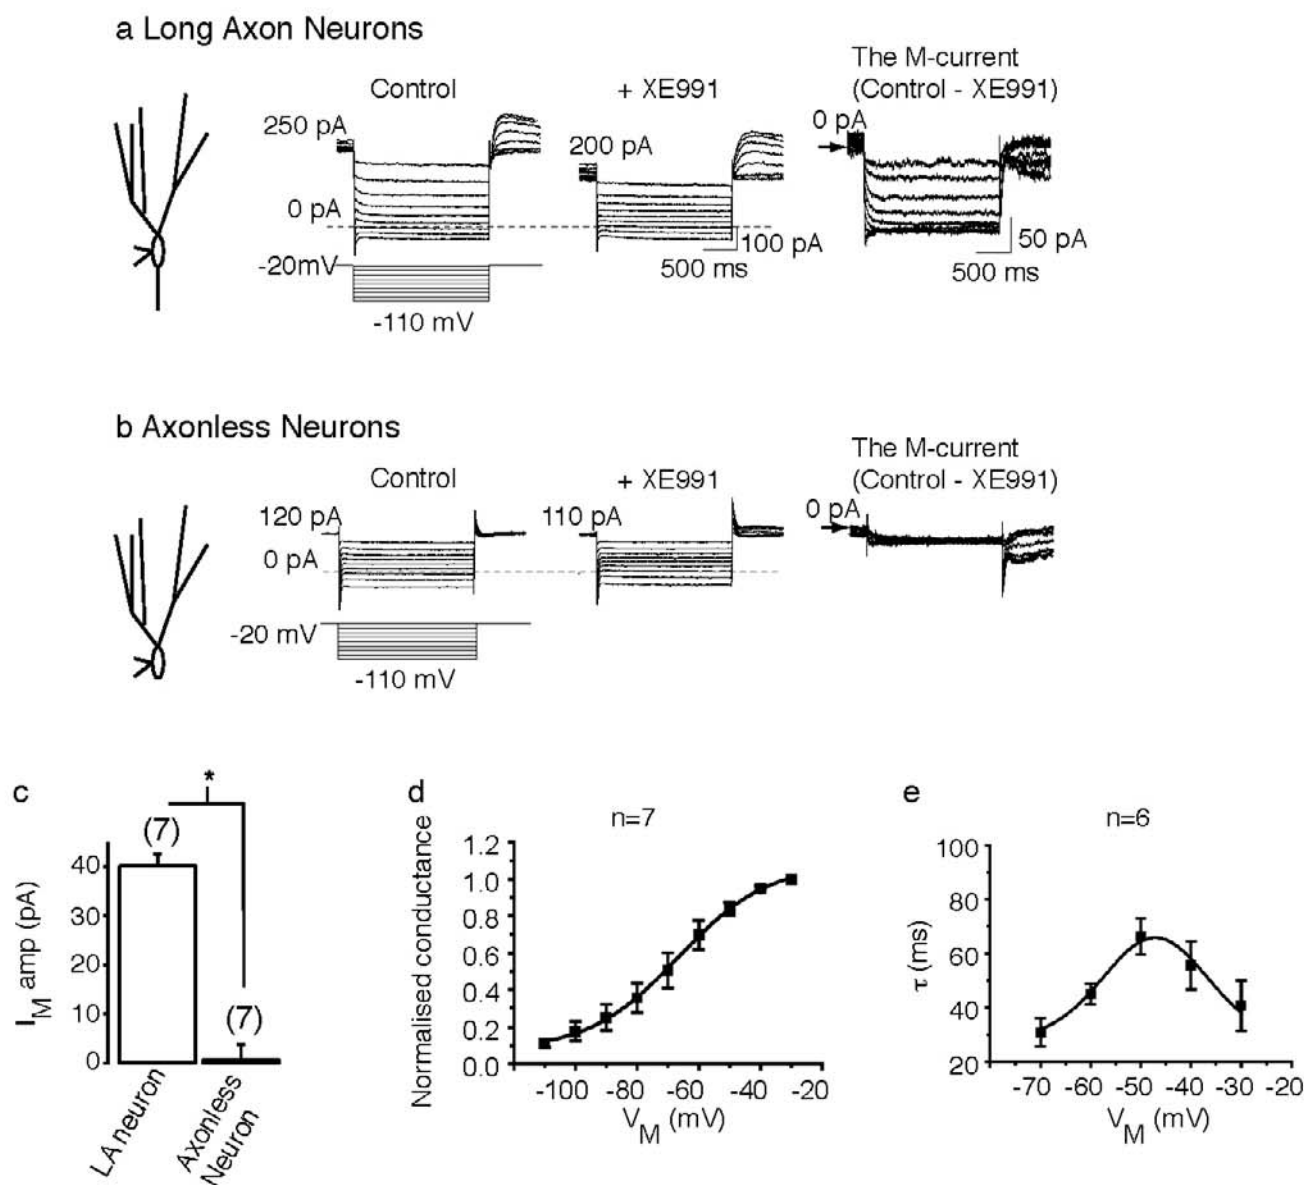 a Long Axon Neurons
Control
+ XE991
The M-current
(Control - XE991)
250 pA
200 pA
0 pA
0 pA
100 pA
500 ms
50 pA
500 ms
-20mV
-110 mV
b Axonless Neurons
Control
+ XE991
The M-current
(Control - XE991)
120 pA
110 pA
0 pA
0 pA
-20 mV
-110 mV
c
*
(7)
(7)
I_M amp (pA)
40
30
20
10
0
LA neuron
Axonless
Neuron
d
n=7
Normalised conductance
1.2
1.0
0.8
0.6
0.4
0.2
0.0
-100 -80 -60 -40 -20
V_M (mV)
e
n=6
τ (ms)
100
80
60
40
20
-70 -60 -50 -40 -30 -20
V_M (mV)